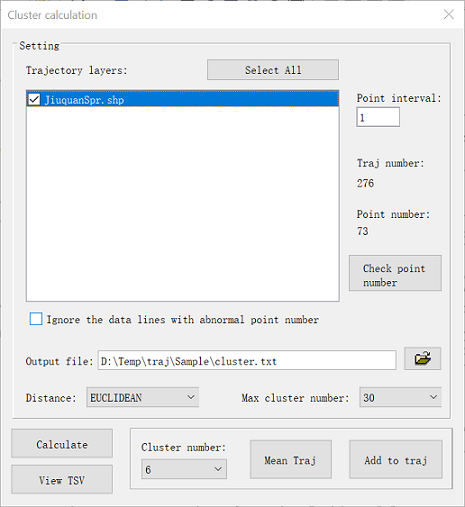 Cluster calculation
Setting
Trajectory layers:
Select All
JiuquanSpr.shp
Point interval:
1
Traj number:
276
Point number:
73
Check point
number
Ignore the data lines with abnormal point number
Output file: D:\Temp\traj\Sample\cluster.txt
Distance: EUCLIDEAN Max cluster number: 30
Calculate
View TSV
Cluster number:
6
Mean Traj
Add to traj